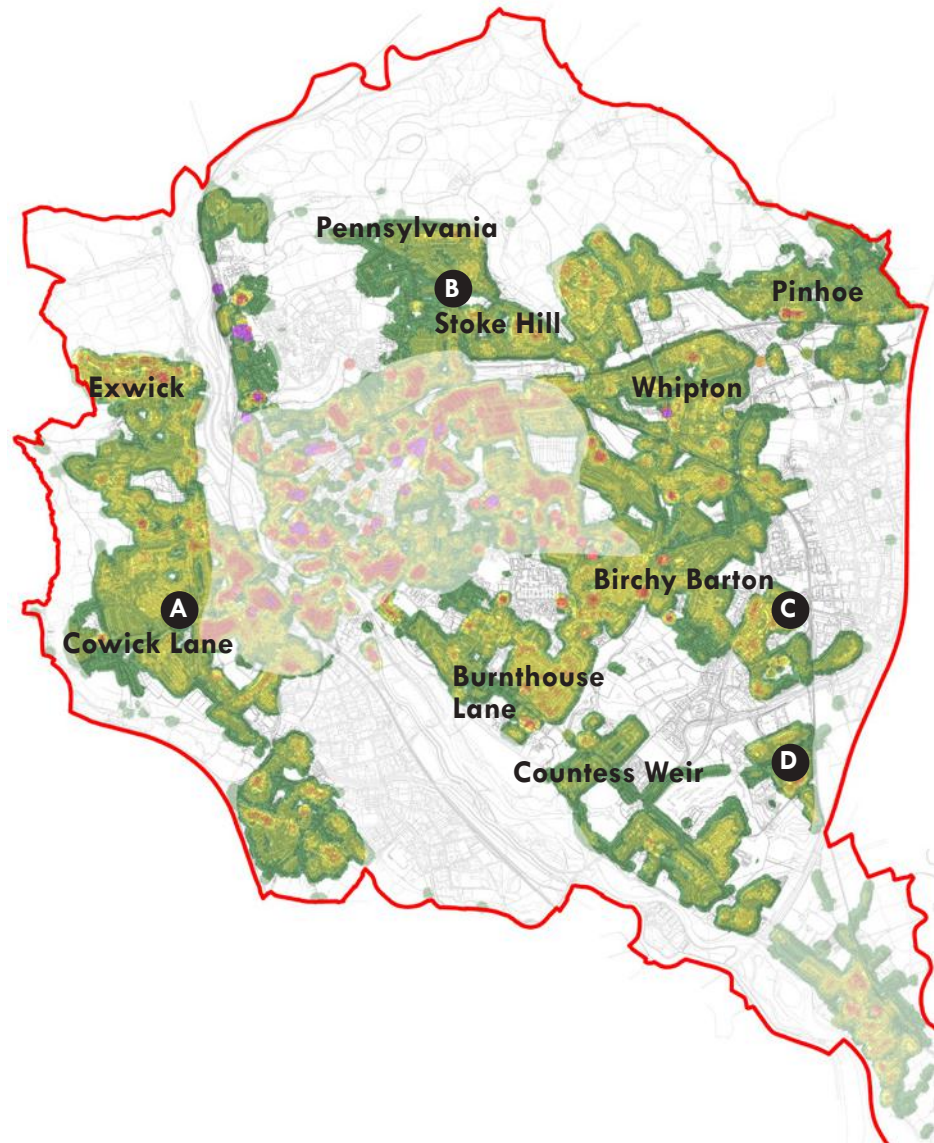 Pennsylvania
B
Stoke Hill
Pinhoe
Exwick
Whipton
Birchy Barton
C
A
Cowick Lane
Burnthouse
Lane
Countess Weir
D